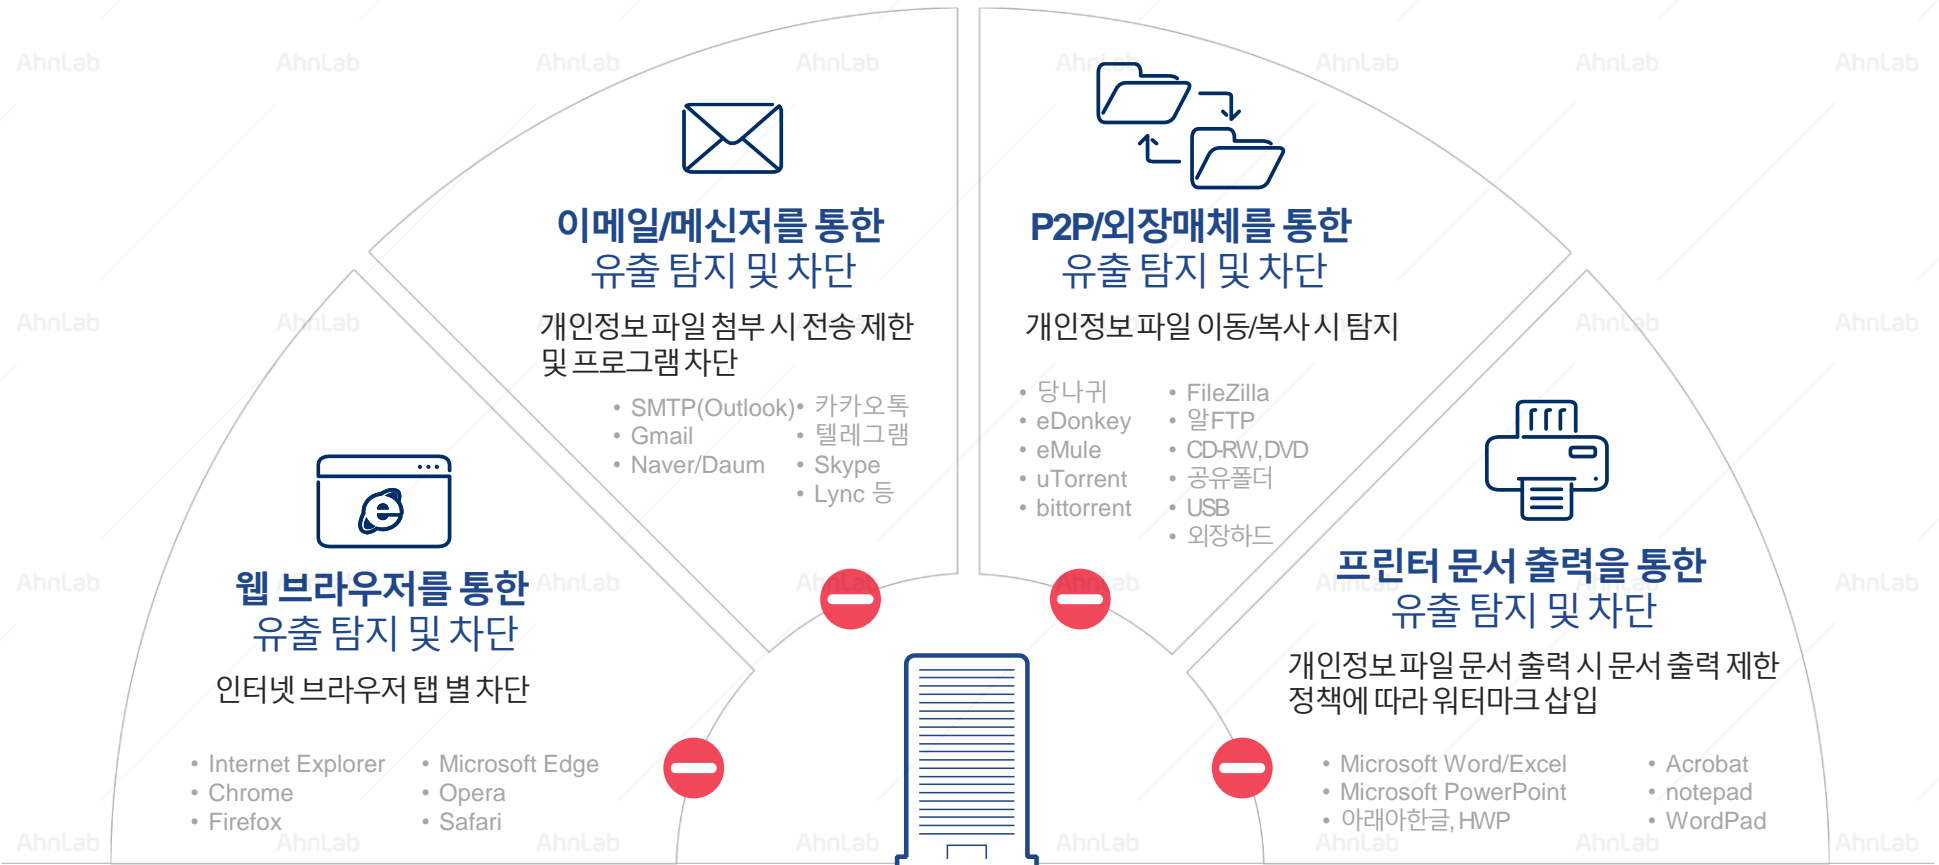 이메일/메신저를 통한
유출 탐지 및 차단
개인정보 파일 첨부 시 전송 제한
및 프로그램 차단
• SMTP(Outlook)
• Gmail
• Naver/Daum
• 카카오톡
• 텔레그램
• Skype
• Lync 등
P2P/외장매체를 통한
유출 탐지 및 차단
개인정보 파일 이동/복사 시 탐지
• 당나귀
• eDonkey
• eMule
• uTorrent
• bittorrent
• FileZilla
• 알FTP
• CD-RW, DVD
• 공유폴더
• USB
• 외장하드
웹 브라우저를 통한
유출 탐지 및 차단
인터넷 브라우저 탭 별 차단
• Internet Explorer
• Chrome
• Firefox
• Microsoft Edge
• Opera
• Safari
프린터 문서 출력을 통한
유출 탐지 및 차단
개인정보 파일 문서 출력 시 문서 출력 제한
정책에 따라 워터마크 삽입
• Microsoft Word/Excel
• Microsoft PowerPoint
• 아래아한글, HWP
• Acrobat
• notepad
• WordPad
AhnLab AhnLab AhnLab AhnLab AhnLab AhnLab AhnLab AhnLab